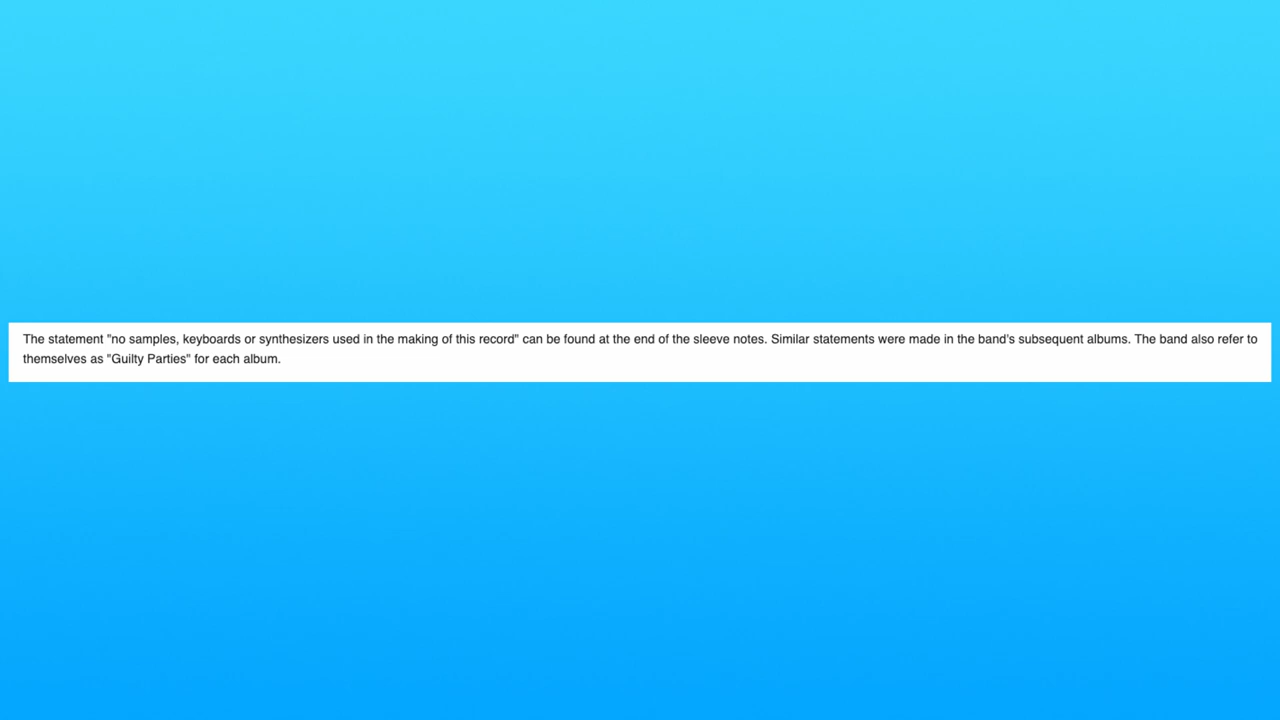 The statement "no samples, keyboards or synthesizers used in the making of this record" can be found at the end of the sleeve notes. Similar statements were made in the band's subsequent albums. The band also refer to
themselves as "Guilty Parties" for each album.